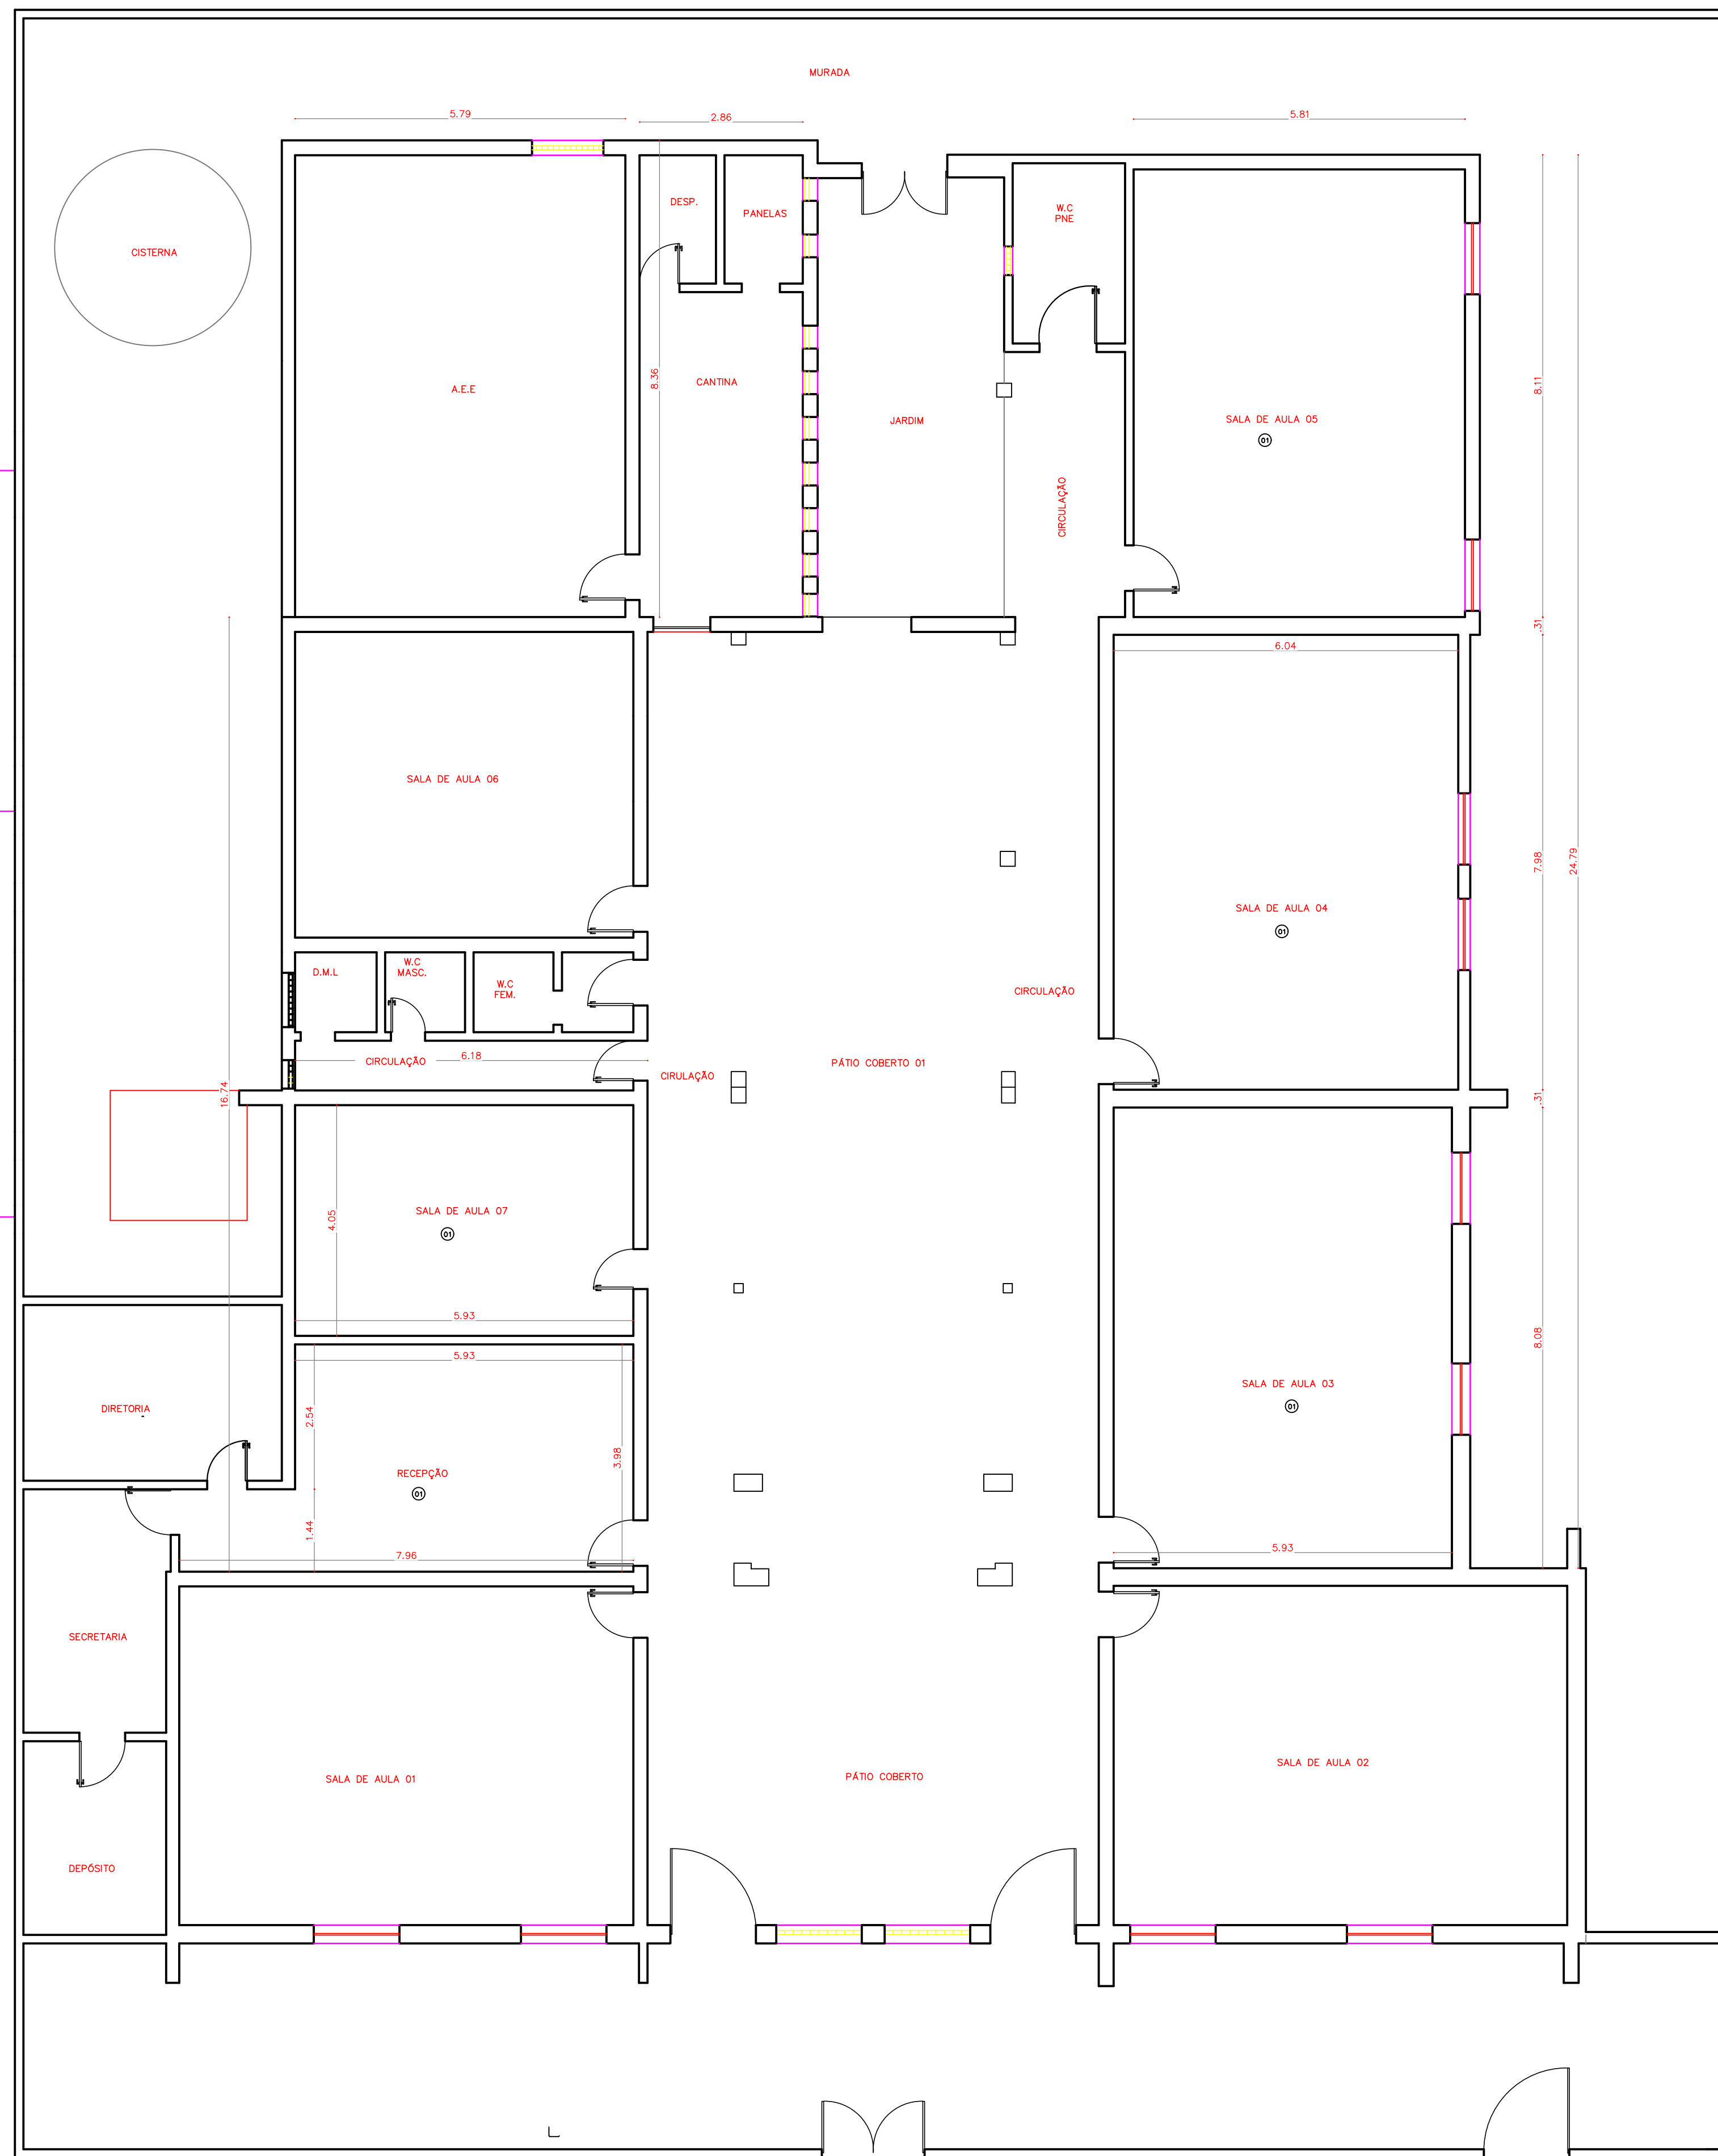 MURADA
5.79
2.86
5.81
CISTERNA
DESP.
PANELAS
W.C
PNE
A.E.E
8.36
CANTINA
JARDIM
CIRCULAÇÃO
SALA DE AULA 05
01
8.11
.31
6.04
SALA DE AULA 06
SALA DE AULA 04
01
7.98
24.79
D.M.L
W.C
MASC.
W.C
FEM.
CIRCULAÇÃO
CIRCULAÇÃO
6.18
CIRULAÇÃO
PÁTIO COBERTO 01
16.74
.31
SALA DE AULA 07
01
4.05
5.93
5.93
8.08
SALA DE AULA 03
01
DIRETORIA
2.54
3.98
RECEPÇÃO
01
1.44
7.96
5.93
SECRETARIA
SALA DE AULA 01
PÁTIO COBERTO
SALA DE AULA 02
DEPÓSITO